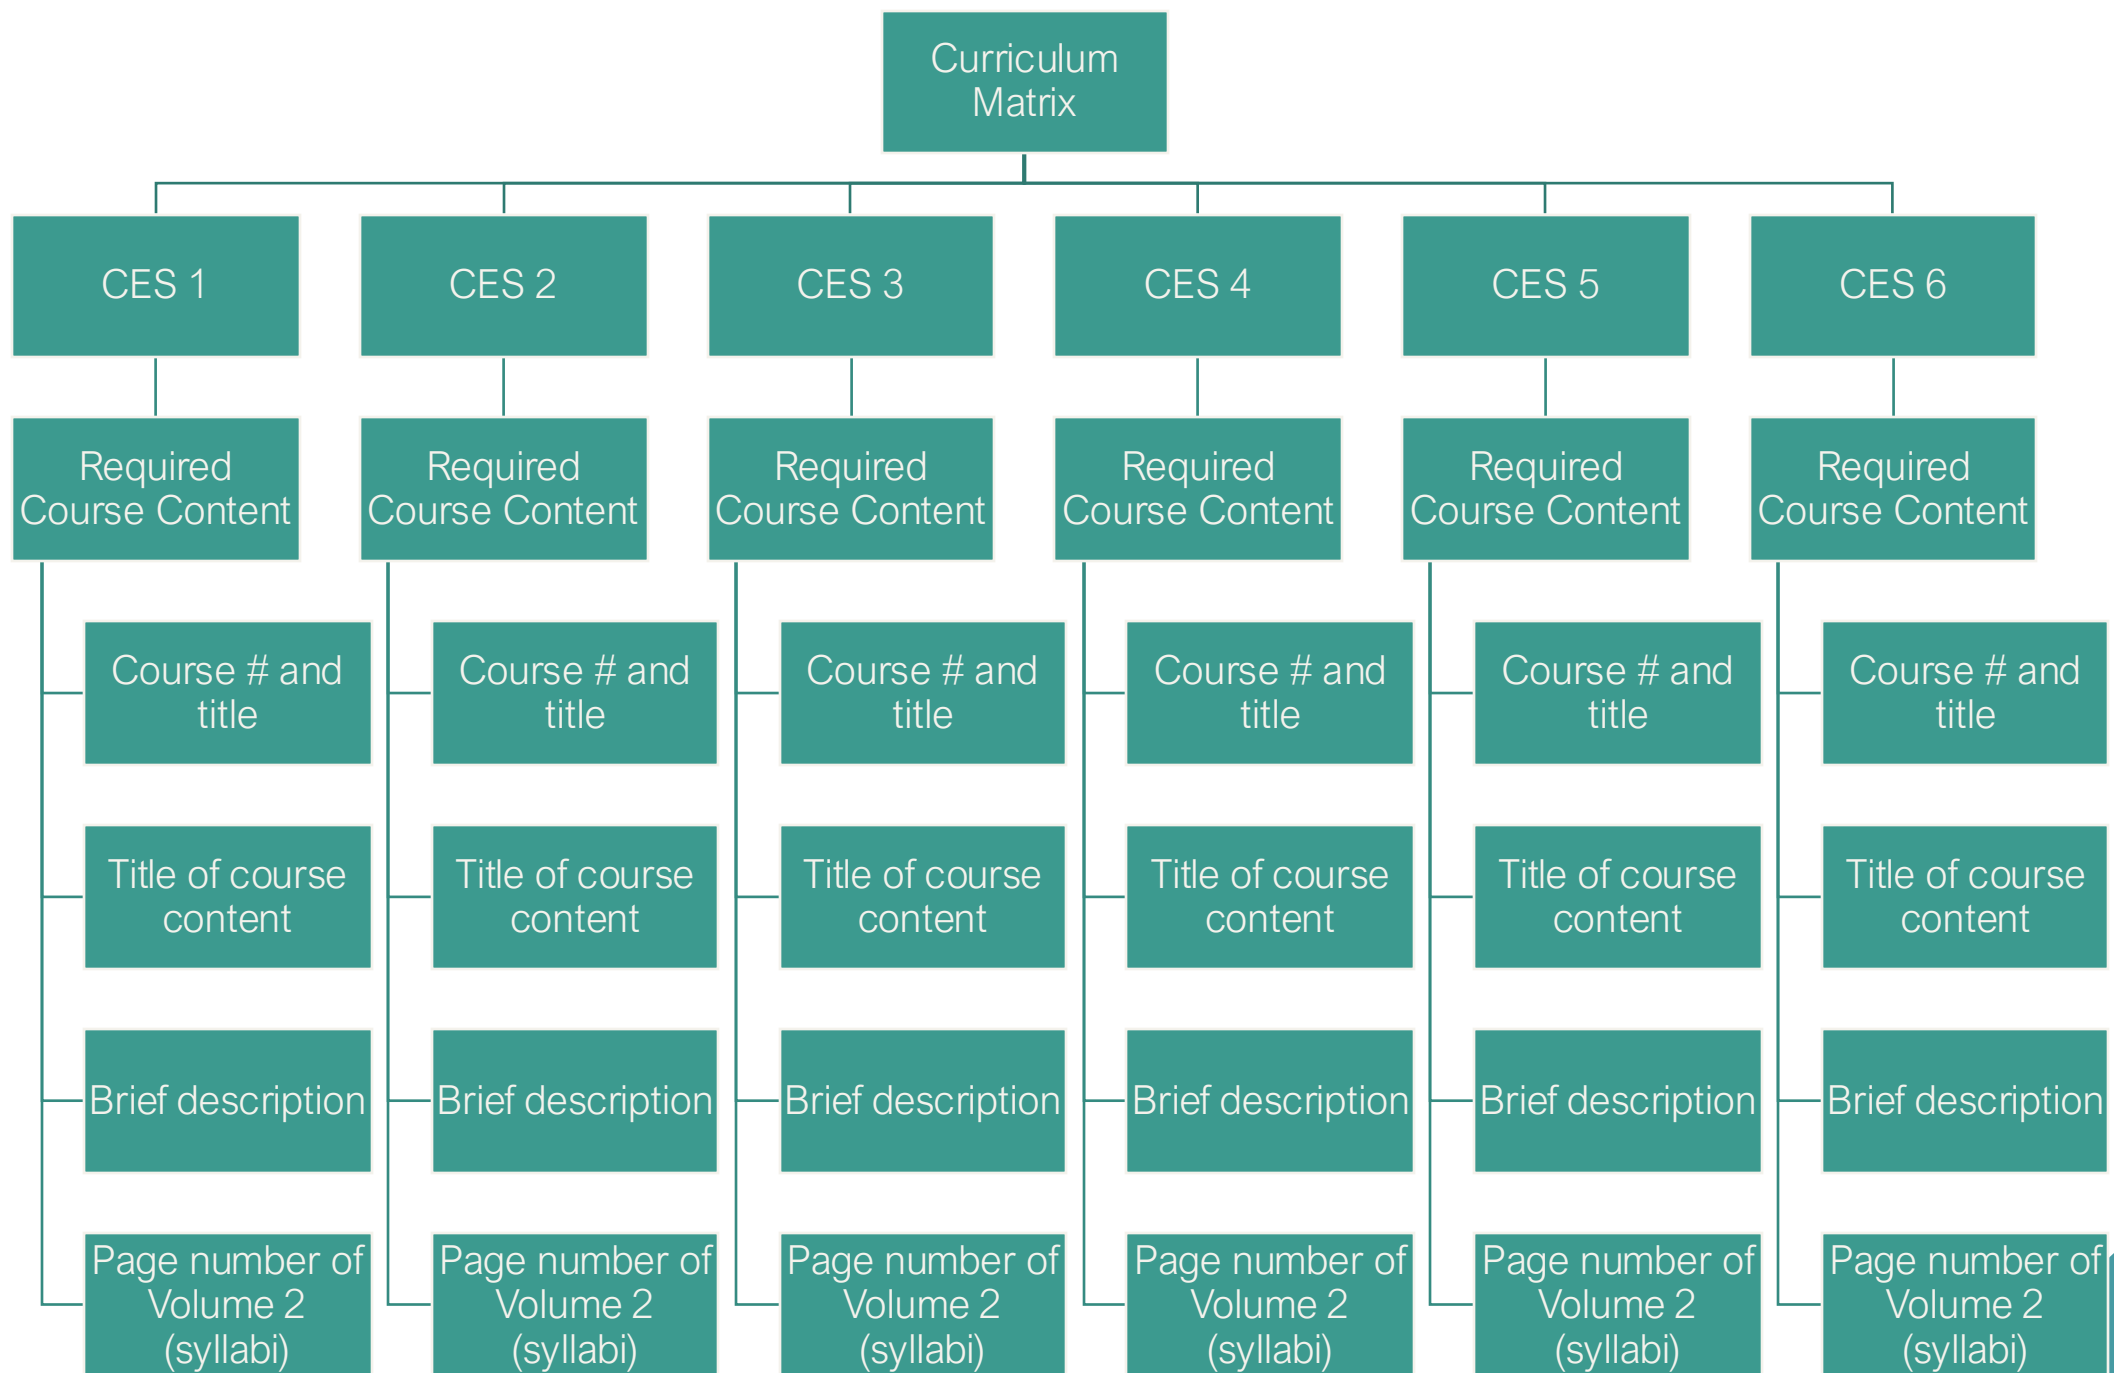 Curriculum
Matrix
CES 1
CES 2
CES 3
CES 4
CES 5
CES 6
Required
Course Content
Required
Course Content
Required
Course Content
Required
Course Content
Required
Course Content
Required
Course Content
Course # and
title
Course # and
title
Course # and
title
Course # and
title
Course # and
title
Course # and
title
Title of course
content
Title of course
content
Title of course
content
Title of course
content
Title of course
content
Title of course
content
Brief description
Brief description
Brief description
Brief description
Brief description
Brief description
Page number of
Volume 2
(syllabi)
Page number of
Volume 2
(syllabi)
Page number of
Volume 2
(syllabi)
Page number of
Volume 2
(syllabi)
Page number of
Volume 2
(syllabi)
Page number of
Volume 2
(syllabi)